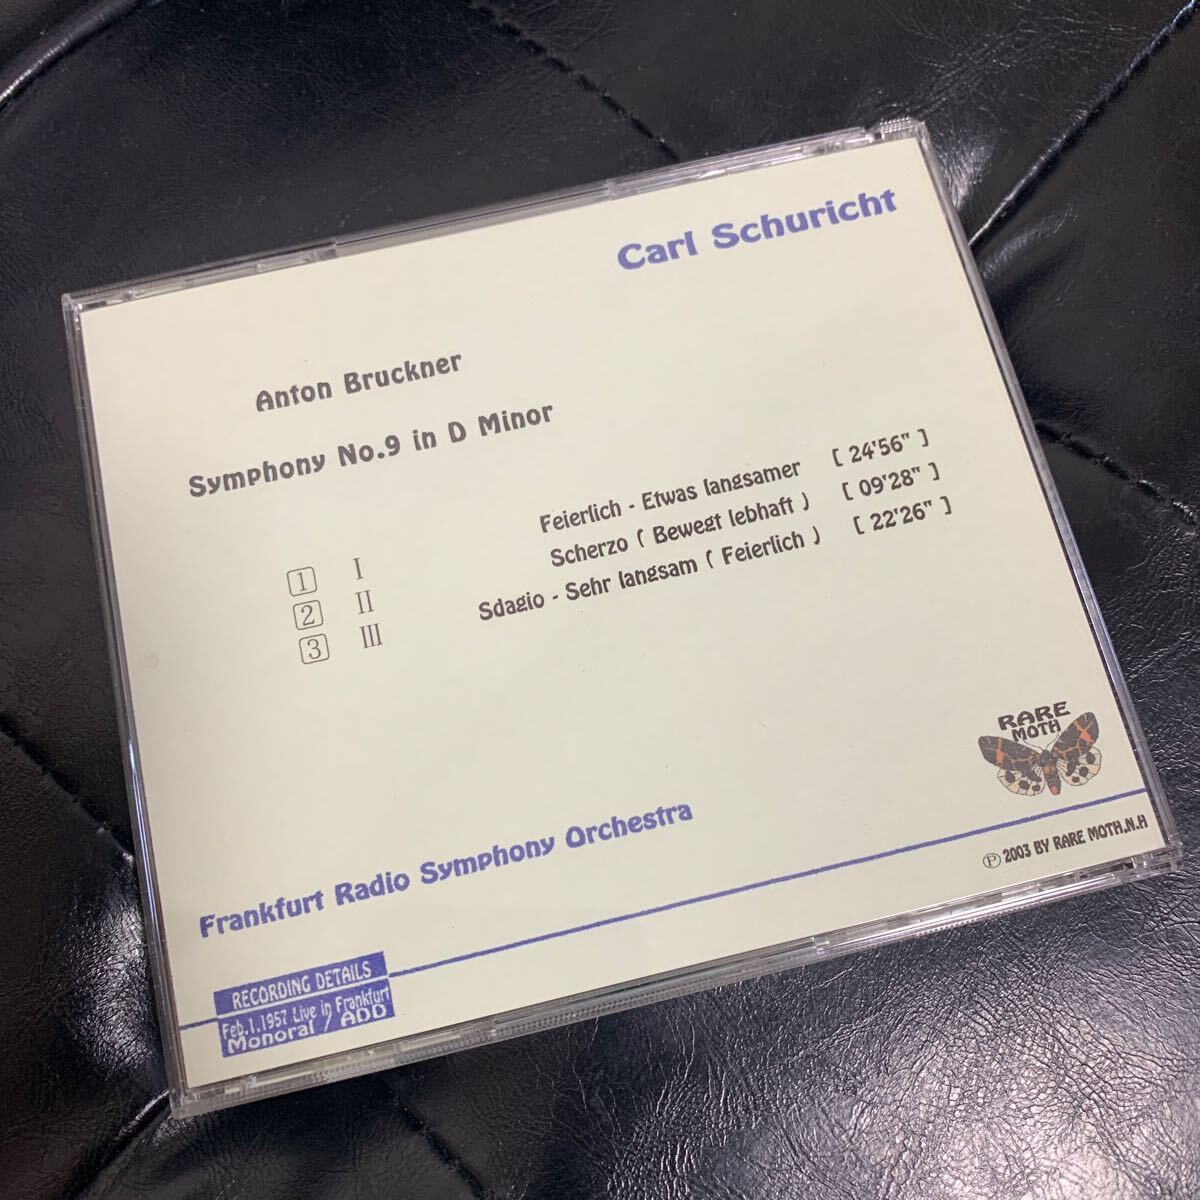 Carl Schuricht
Anton Bruckner
Symphony No.9 in D Minor
1 I Feierlich - Etwas langsamer [ 24'56" ]
2 II Scherzo ( Bewegt lebhaft ) [ 09'28" ]
3 III Sdagio - Sehr langsam ( Feierlich ) [ 22'26" ]
RARE
MOTH
Frankfurt Radio Symphony Orchestra
℗ 2003 BY RARE MOTH,N.H
RECORDING DETAILS
Feb.1,1957 Live in Frankfurt
Monoral / ADD